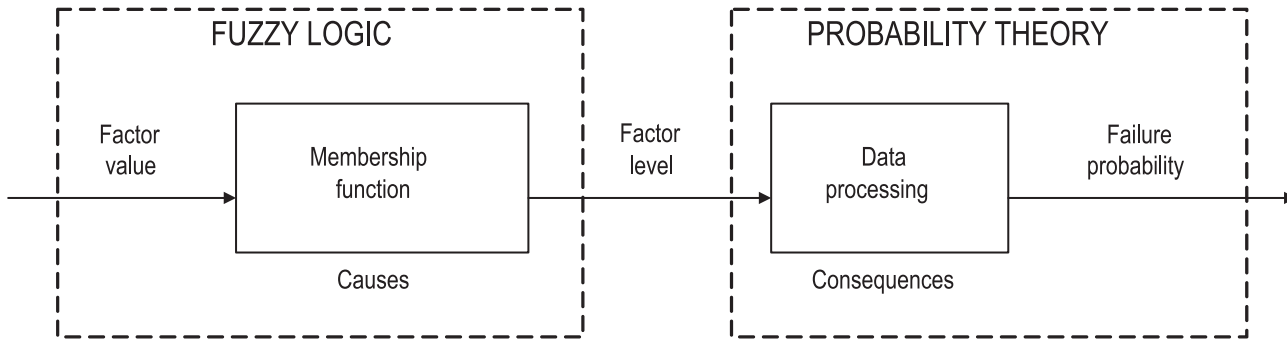 FUZZY LOGIC
PROBABILITY THEORY
Factor
value
Membership
function
Causes
Factor
level
Data
processing
Consequences
Failure
probability